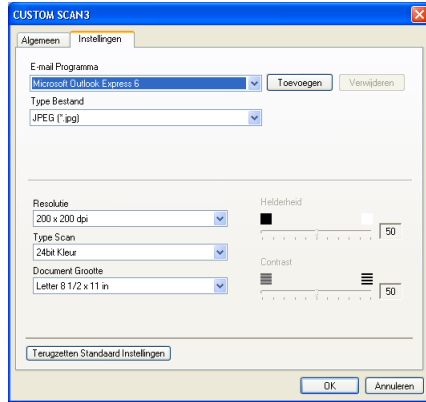 CUSTOM SCAN3
Algemeen Instellingen
E-mail Programma
Microsoft Outlook Express 6 Toevoegen Verwijderen
Type Bestand
JPEG (*.jpg)
Resolutie Helderheid
200 x 200 dpi
50
Type Scan
24bit Kleur
Contrast
Document Grootte
Letter 8 1/2 x 11 in
50
Terugzetten Standaard Instellingen
OK Annuleren